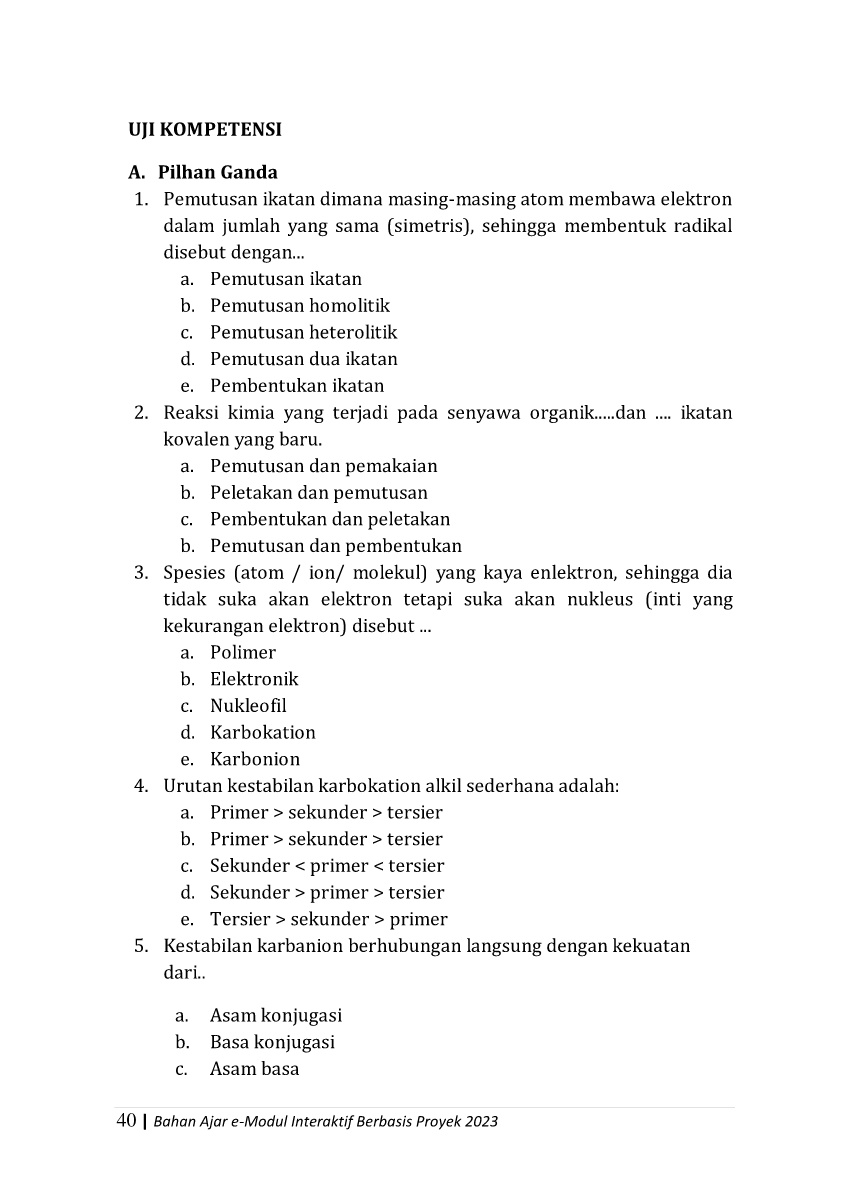 UJI KOMPETENSI
A. Pilhan Ganda
1. Pemutusan ikatan dimana masing-masing atom membawa elektron
dalam jumlah yang sama (simetris), sehingga membentuk radikal
disebut dengan...
a. Pemutusan ikatan
b. Pemutusan homolitik
c. Pemutusan heterolitik
d. Pemutusan dua ikatan
e. Pembentukan ikatan
2. Reaksi kimia yang terjadi pada senyawa organik.....dan .... ikatan
kovalen yang baru.
a. Pemutusan dan pemakaian
b. Peletakan dan pemutusan
c. Pembentukan dan peletakan
b. Pemutusan dan pembentukan
3. Spesies (atom / ion/ molekul) yang kaya enlektron, sehingga dia
tidak suka akan elektron tetapi suka akan nukleus (inti yang
kekurangan elektron) disebut ...
a. Polimer
b. Elektronik
c. Nukleofil
d. Karbokation
e. Karbonion
4. Urutan kestabilan karbokation alkil sederhana adalah:
a. Primer > sekunder > tersier
b. Primer > sekunder > tersier
c. Sekunder < primer < tersier
d. Sekunder > primer > tersier
e. Tersier > sekunder > primer
5. Kestabilan karbanion berhubungan langsung dengan kekuatan
dari..
a. Asam konjugasi
b. Basa konjugasi
c. Asam basa
40 | Bahan Ajar e-Modul Interaktif Berbasis Proyek 2023